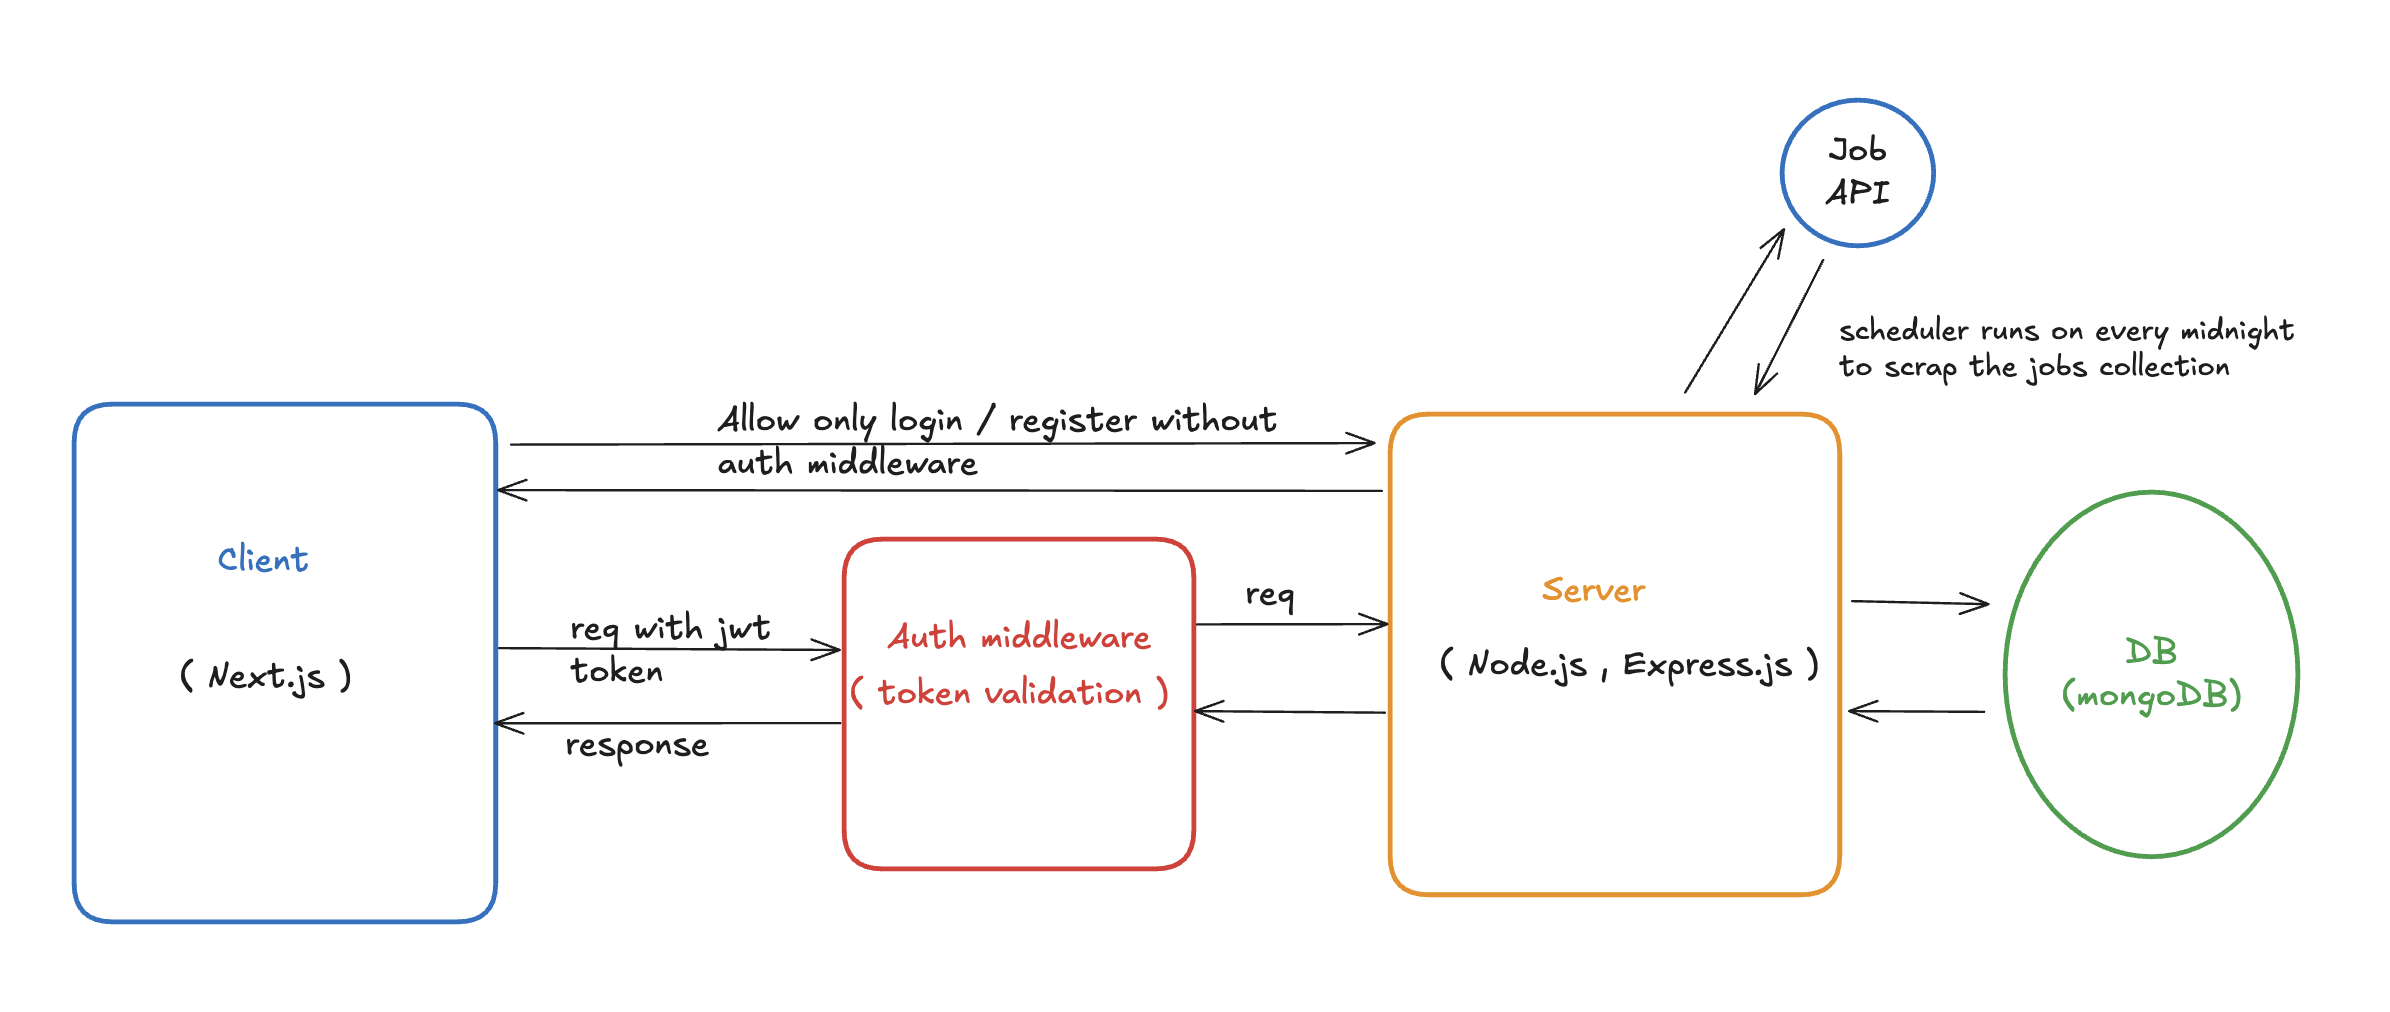 Job
API
scheduler runs on every midnight
to scrap the jobs collection
Allow only login / register without
auth middleware
Client
( Next.js )
req with jwt
token
response
Auth middleware
( token validation )
req
Server
( Node.js , Express.js )
DB
(mongoDB)